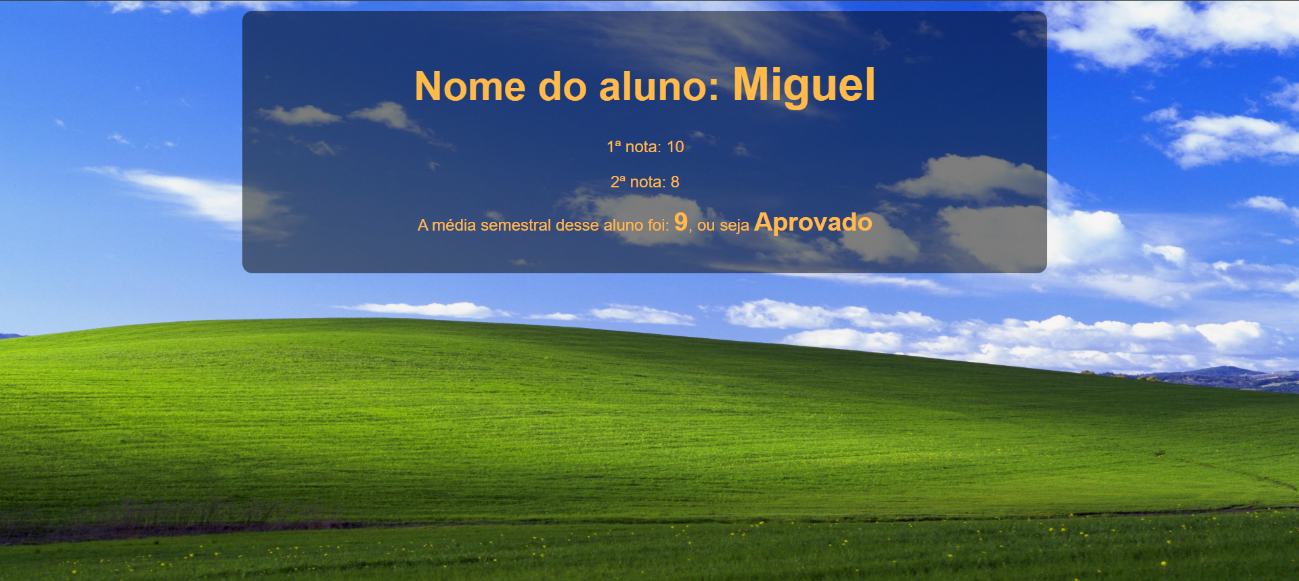 Nome do aluno: Miguel
1ª nota: 10
2ª nota: 8
A média semestral desse aluno foi: 9, ou seja Aprovado